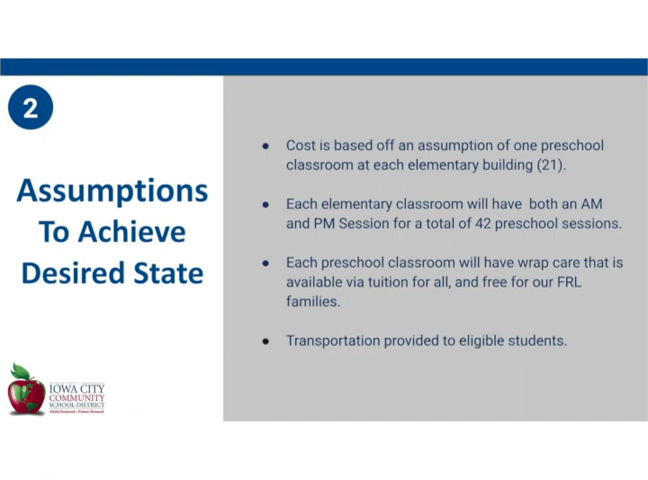 2
Assumptions
To Achieve
Desired State
● Cost is based off an assumption of one preschool
classroom at each elementary building (21).
● Each elementary classroom will have both an AM
and PM Session for a total of 42 preschool sessions.
● Each preschool classroom will have wrap care that is
available via tuition for all, and free for our FRL
families.
● Transportation provided to eligible students.
IOWA CITY
COMMUNITY
SCHOOL DISTRICT